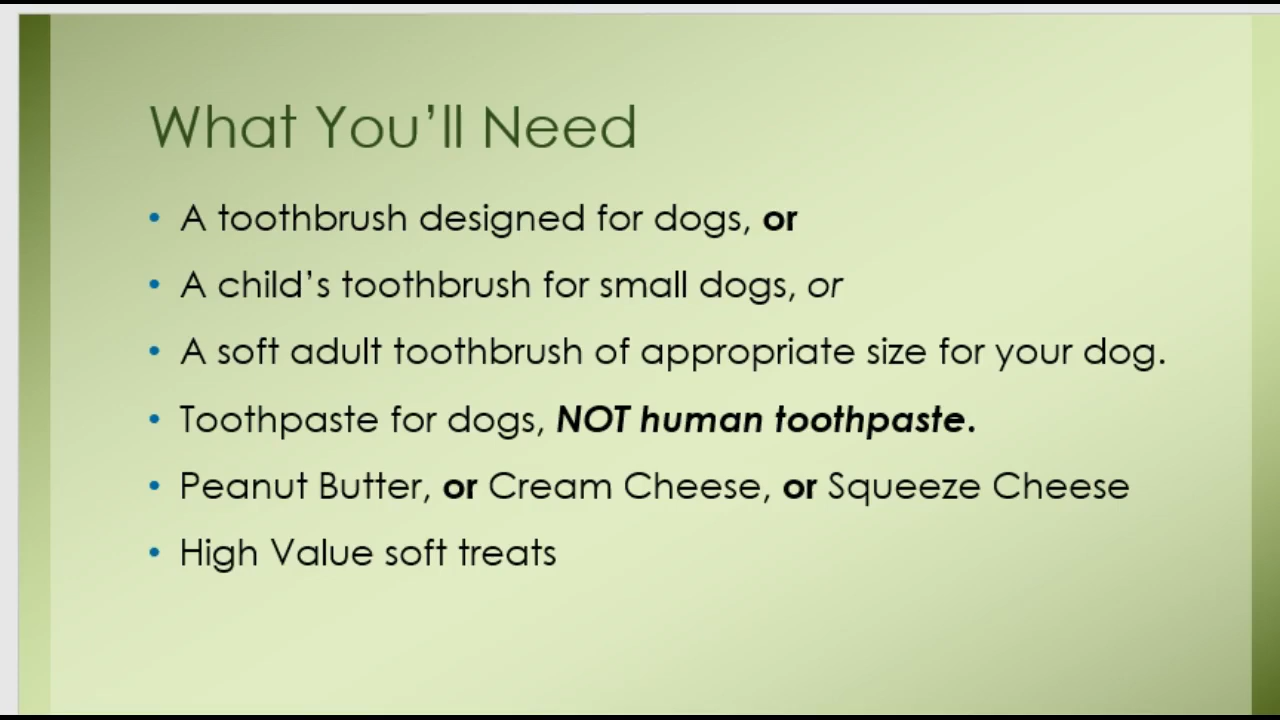 What You’ll Need
• A toothbrush designed for dogs, or
• A child’s toothbrush for small dogs, or
• A soft adult toothbrush of appropriate size for your dog.
• Toothpaste for dogs, NOT human toothpaste.
• Peanut Butter, or Cream Cheese, or Squeeze Cheese
• High Value soft treats